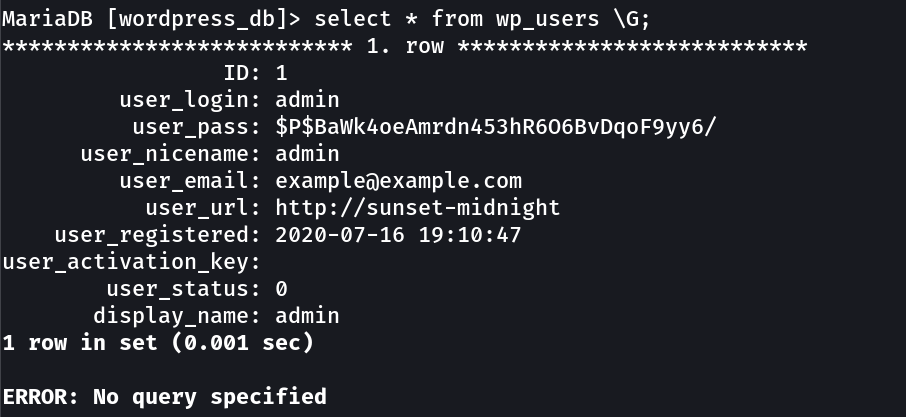 MariaDB [wordpress_db]> select * from wp_users \G;
*************************** 1. row ***************************
ID: 1
user_login: admin
user_pass: $P$BaWk4oeAmrdn453hR6O6BvDqoF9yy6/
user_nicename: admin
user_email: example@example.com
user_url: http://sunset-midnight
user_registered: 2020-07-16 19:10:47
user_activation_key:
user_status: 0
display_name: admin
1 row in set (0.001 sec)
ERROR: No query specified